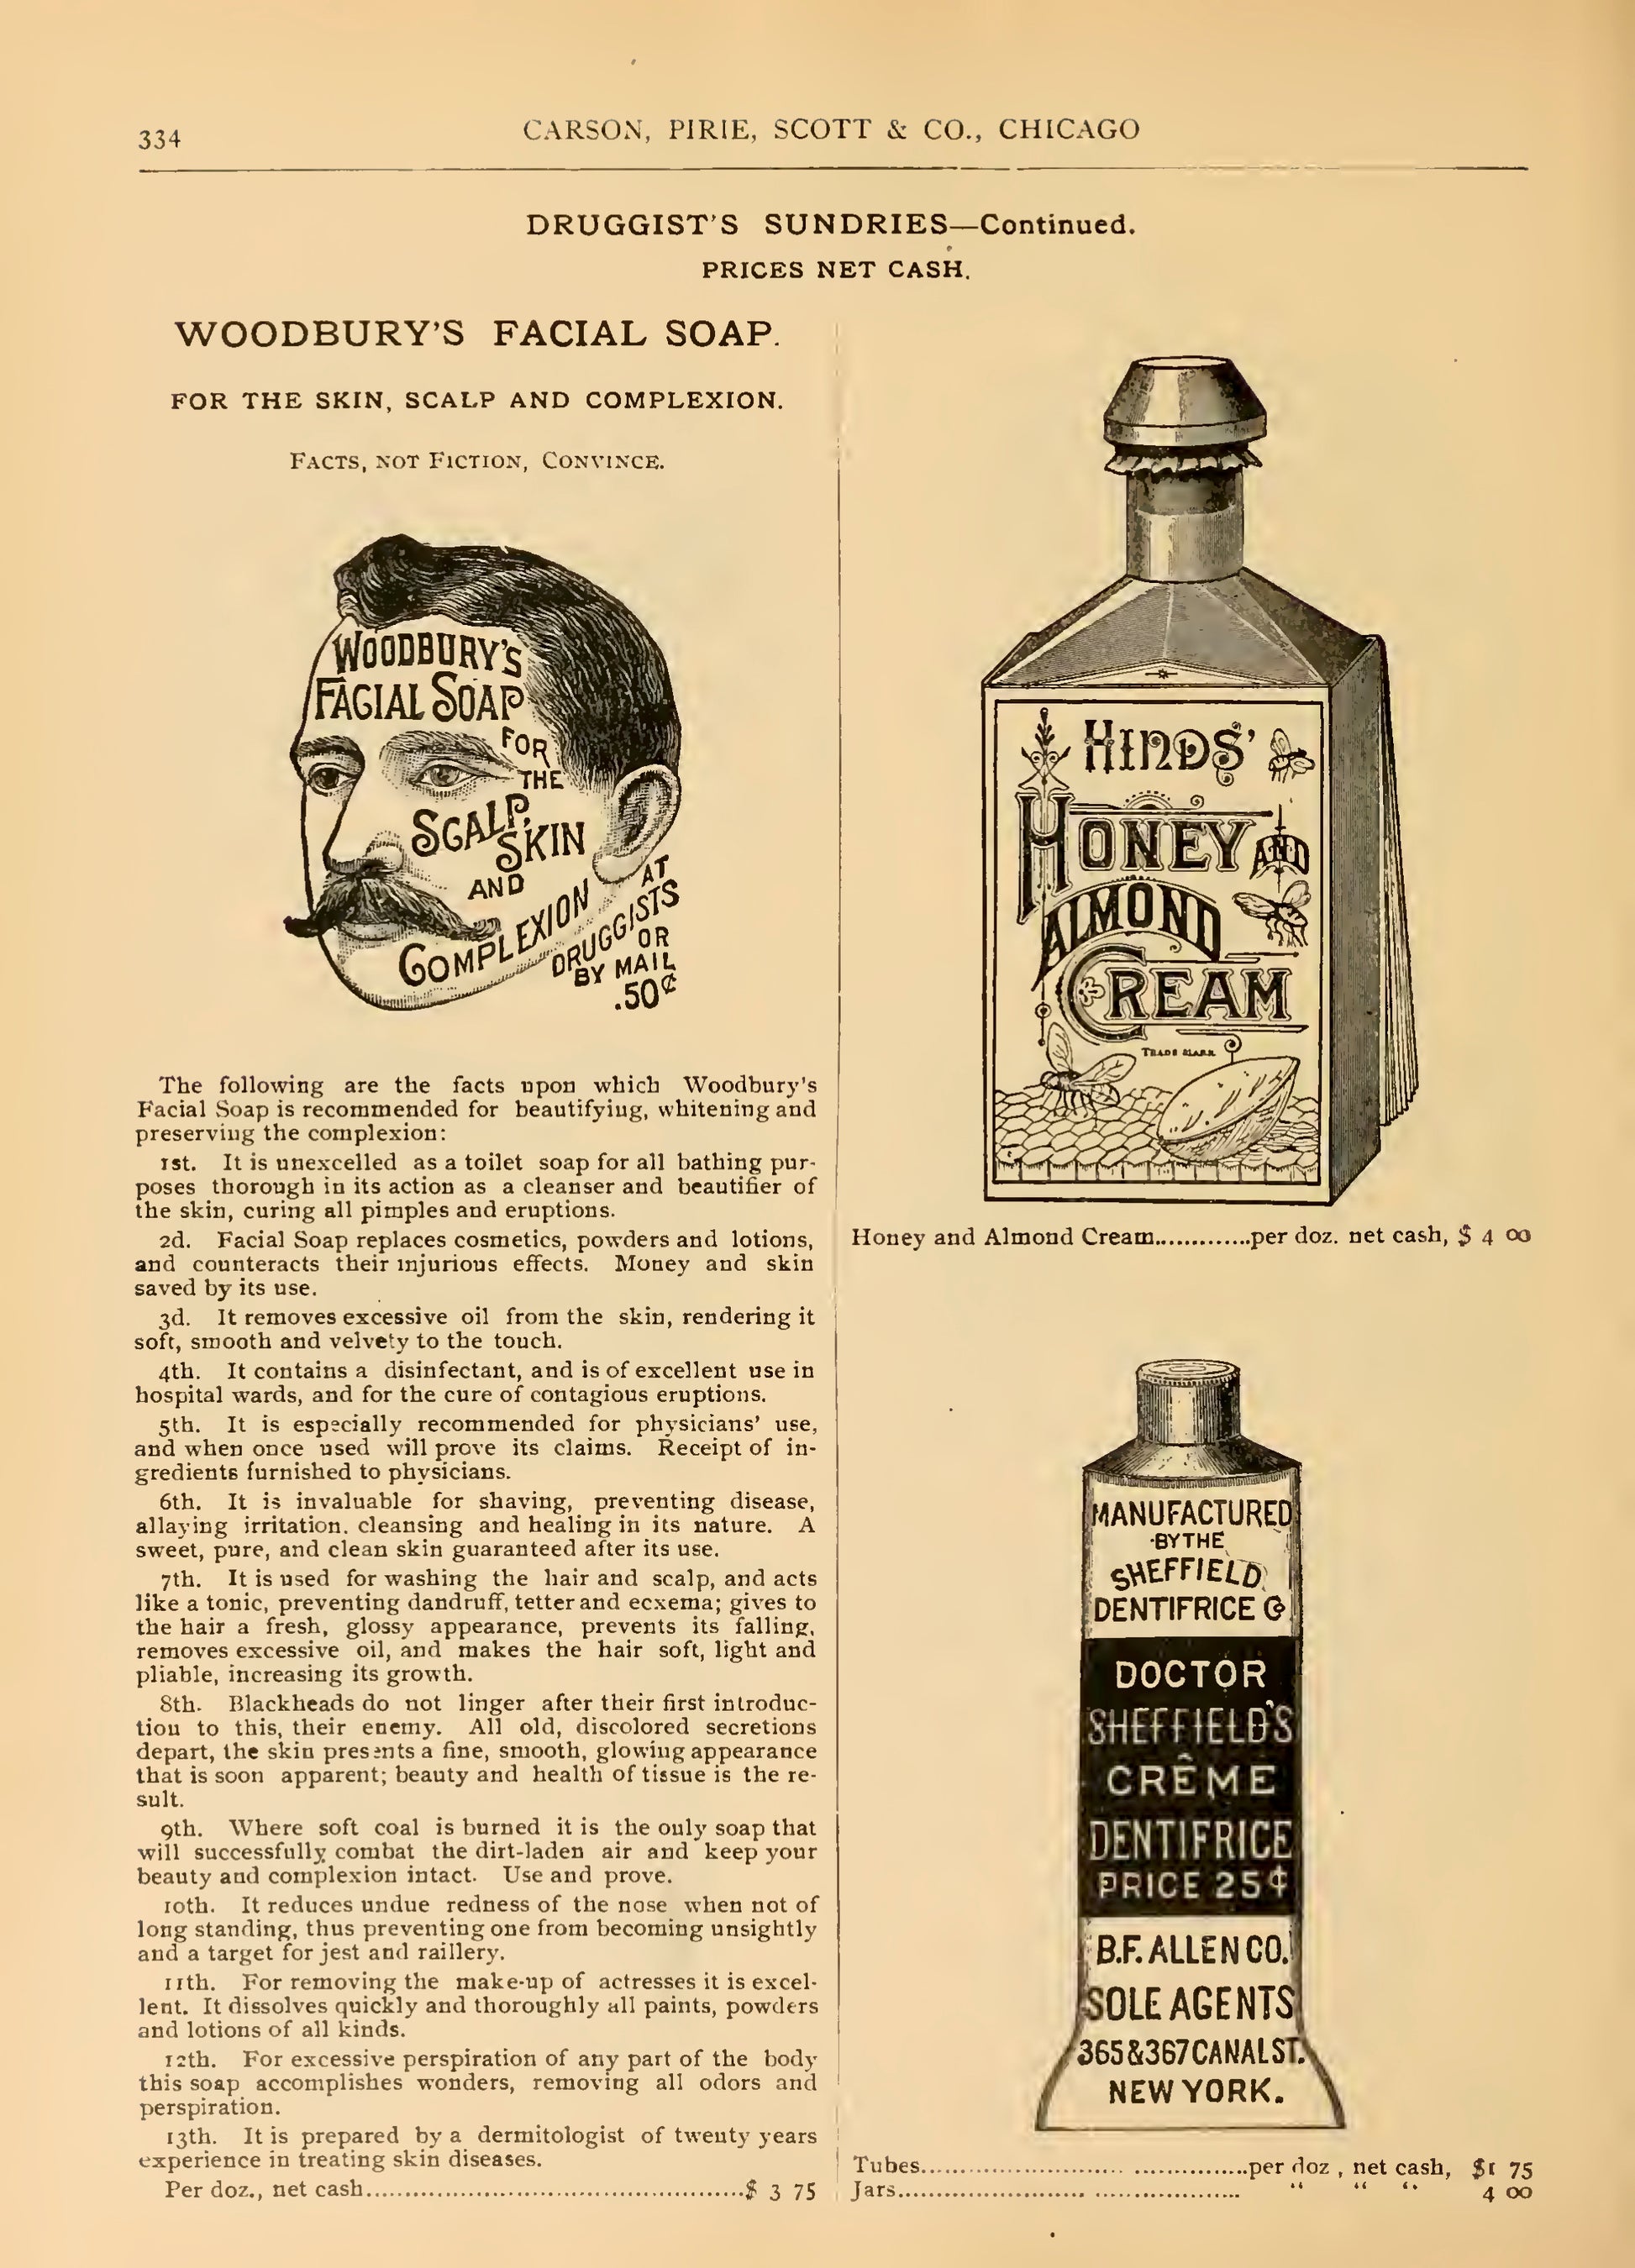 334
CARSON, PIRIE, SCOTT & CO., CHICAGO
DRUGGIST'S SUNDRIES—Continued.
PRICES NET CASH.
WOODBURY'S FACIAL SOAP.
FOR THE SKIN, SCALP AND COMPLEXION.
FACTS, NOT FICTION, CONVINCE.
WOODBURY'S
FACIAL SOAP
FOR
THE
SCALP,
SKIN
AND
COMPLEXION
AT
DRUGGISTS
OR
BY MAIL
.50¢
The following are the facts upon which Woodbury's
Facial Soap is recommended for beautifying, whitening and
preserving the complexion:
1st. It is unexcelled as a toilet soap for all bathing pur-
poses thorough in its action as a cleanser and beautifier of
the skin, curing all pimples and eruptions.
2d. Facial Soap replaces cosmetics, powders and lotions,
and counteracts their injurious effects. Money and skin
saved by its use.
3d. It removes excessive oil from the skin, rendering it
soft, smooth and velvety to the touch.
4th. It contains a disinfectant, and is of excellent use in
hospital wards, and for the cure of contagious eruptions.
5th. It is especially recommended for physicians' use,
and when once used will prove its claims. Receipt of in-
gredients furnished to physicians.
6th. It is invaluable for shaving, preventing disease,
allaying irritation. cleansing and healing in its nature. A
sweet, pure, and clean skin guaranteed after its use.
7th. It is used for washing the hair and scalp, and acts
like a tonic, preventing dandruff, tetter and ecxema; gives to
the hair a fresh, glossy appearance, prevents its falling,
removes excessive oil, and makes the hair soft, light and
pliable, increasing its growth.
8th. Blackheads do not linger after their first introduc-
tion to this, their enemy. All old, discolored secretions
depart, the skin presents a fine, smooth, glowing appearance
that is soon apparent; beauty and health of tissue is the re-
sult.
9th. Where soft coal is burned it is the only soap that
will successfully combat the dirt-laden air and keep your
beauty and complexion intact. Use and prove.
10th. It reduces undue redness of the nose when not of
long standing, thus preventing one from becoming unsightly
and a target for jest and raillery.
11th. For removing the make-up of actresses it is excel-
lent. It dissolves quickly and thoroughly all paints, powders
and lotions of all kinds.
12th. For excessive perspiration of any part of the body
this soap accomplishes wonders, removing all odors and
perspiration.
13th. It is prepared by a dermitologist of twenty years
experience in treating skin diseases.
Per doz., net cash..............................................$ 3 75
HINDS'
HONEY
AND
ALMOND
CREAM
TRADE MARK
Honey and Almond Cream.............per doz. net cash, $ 4 00
MANUFACTURED
BY THE
SHEFFIELD
DENTIFRICE Co
DOCTOR
SHEFFIELD'S
CRÊME
DENTIFRICE
PRICE 25¢
B.F. ALLEN CO.
SOLE AGENTS
365&367 CANAL ST.
NEW YORK.
Tubes.........................................per doz , net cash, $1 75
Jars.......................................... " " " 4 00